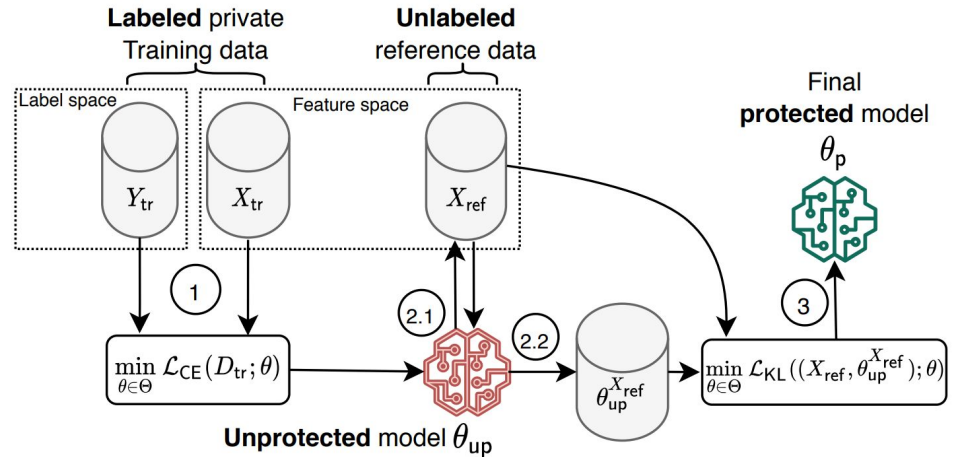 Labeled private
Training data
Unlabeled
reference data
Label space
Feature space
Y_tr
X_tr
X_ref
Final
protected model
θ_p
1
2.1
2.2
3
min_{θ∈Θ} ℒ_CE(D_tr; θ)
θ_up^{X_ref}
min_{θ∈Θ} ℒ_KL((X_ref, θ_up^{X_ref}); θ)
Unprotected model θ_up